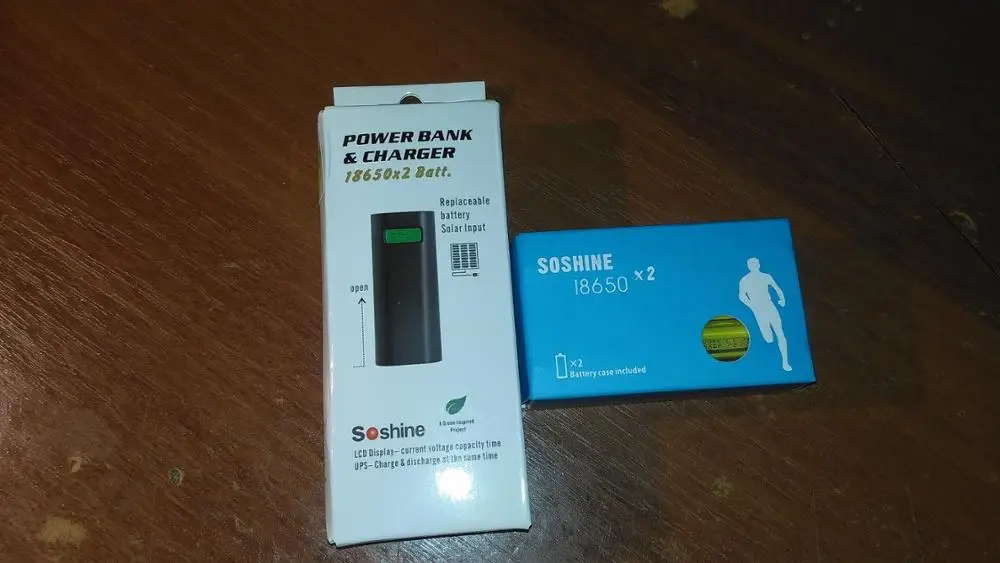 POWER BANK
& CHARGER
18650x2 Batt.
Replaceable
battery
Solar Input
open
Soshine
A Green Inspired
Project
LCD Display— current voltage capacity time
UPS— Charge & discharge at the same time
SOSHINE
18650 ×2
×2
Battery case included